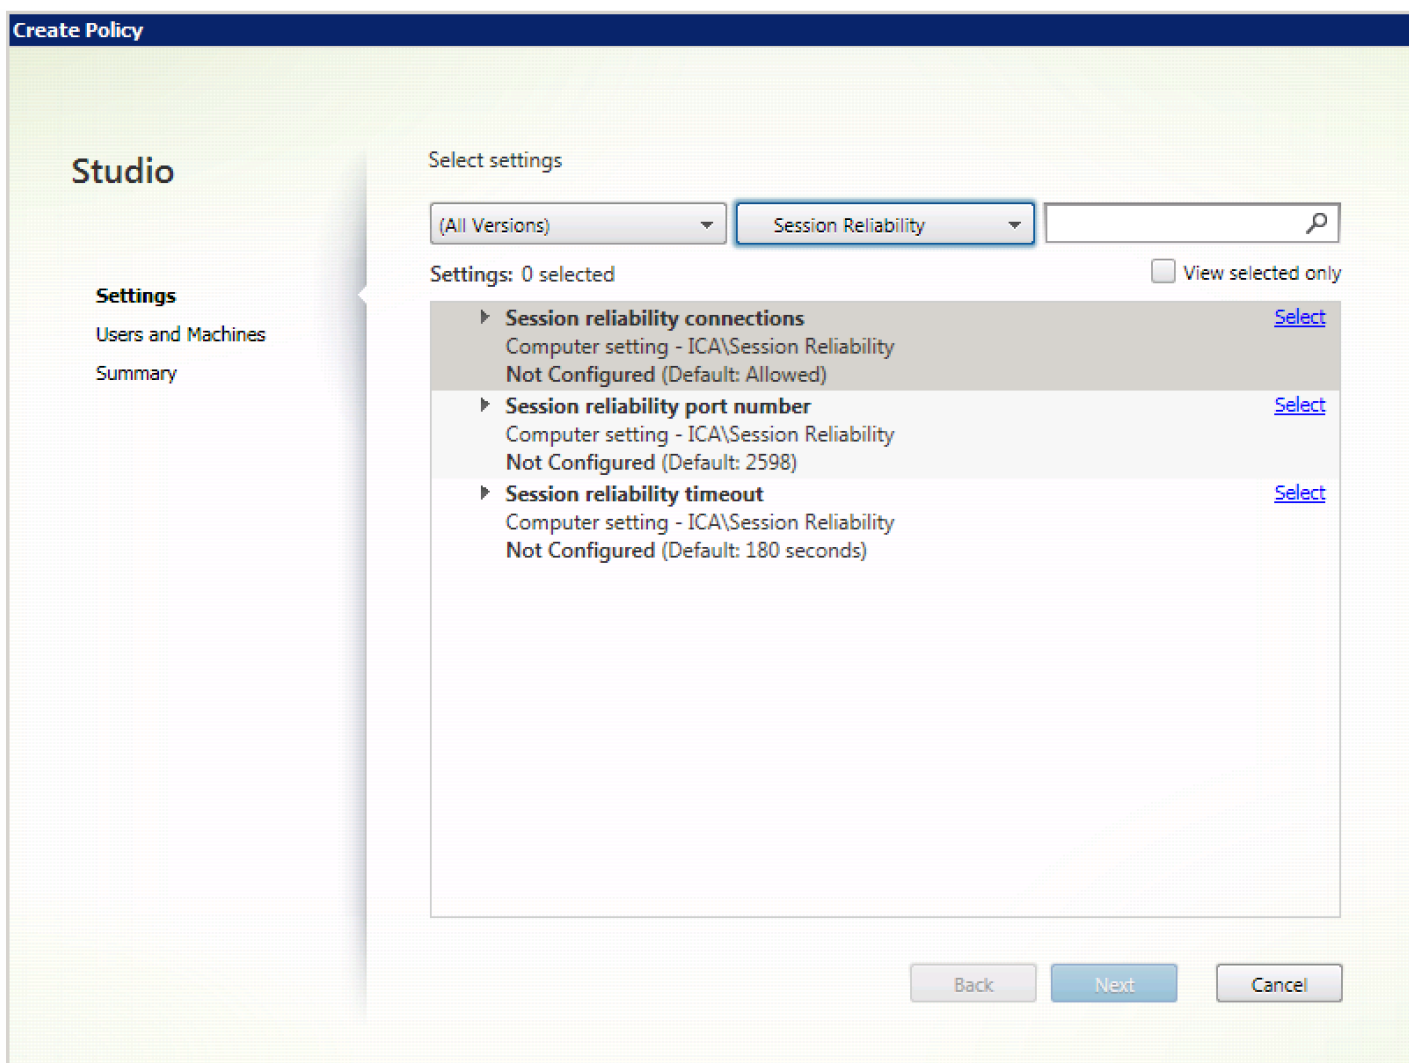 Create Policy
Studio
Settings
Users and Machines
Summary
Select settings
(All Versions)
Session Reliability
Settings: 0 selected
View selected only
Session reliability connections
Select
Computer setting - ICA\Session Reliability
Not Configured (Default: Allowed)
Session reliability port number
Select
Computer setting - ICA\Session Reliability
Not Configured (Default: 2598)
Session reliability timeout
Select
Computer setting - ICA\Session Reliability
Not Configured (Default: 180 seconds)
Back
Next
Cancel